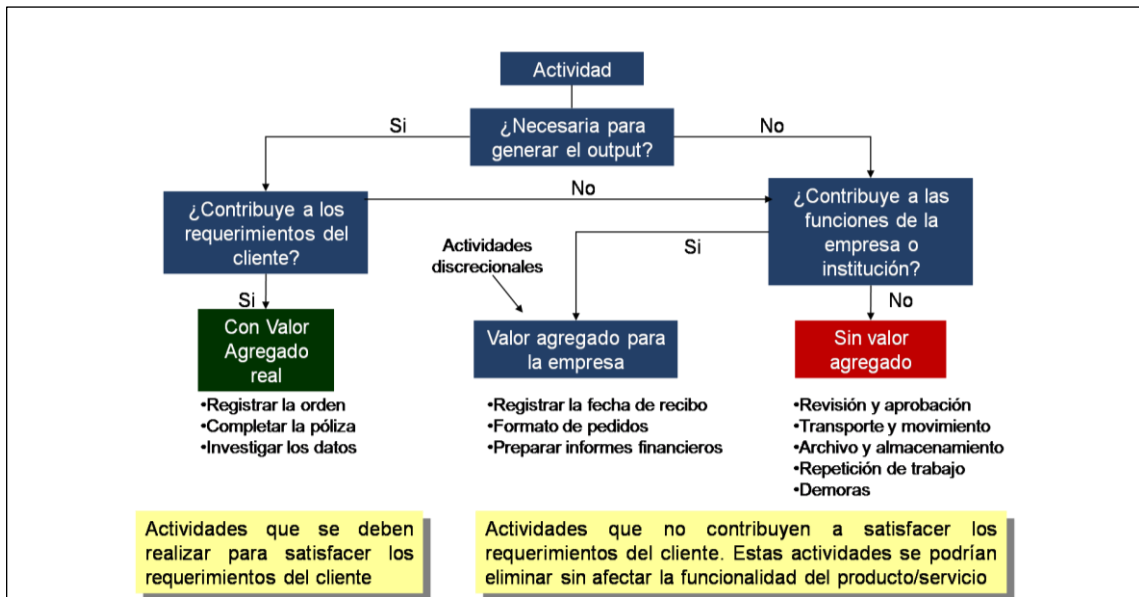 Actividad
¿Necesaria para
generar el output?
Si
No
¿Contribuye a los
requerimientos del
cliente?
No
¿Contribuye a las
funciones de la
empresa o
institución?
Si
Actividades
discrecionales
Si
No
Con Valor
Agregado
real
Valor agregado para
la empresa
Sin valor
agregado
•Registrar la orden
•Completar la póliza
•Investigar los datos
•Registrar la fecha de recibo
•Formato de pedidos
•Preparar informes financieros
•Revisión y aprobación
•Transporte y movimiento
•Archivo y almacenamiento
•Repetición de trabajo
•Demoras
Actividades que se deben
realizar para satisfacer los
requerimientos del cliente
Actividades que no contribuyen a satisfacer los
requerimientos del cliente. Estas actividades se podrían
eliminar sin afectar la funcionalidad del producto/servicio